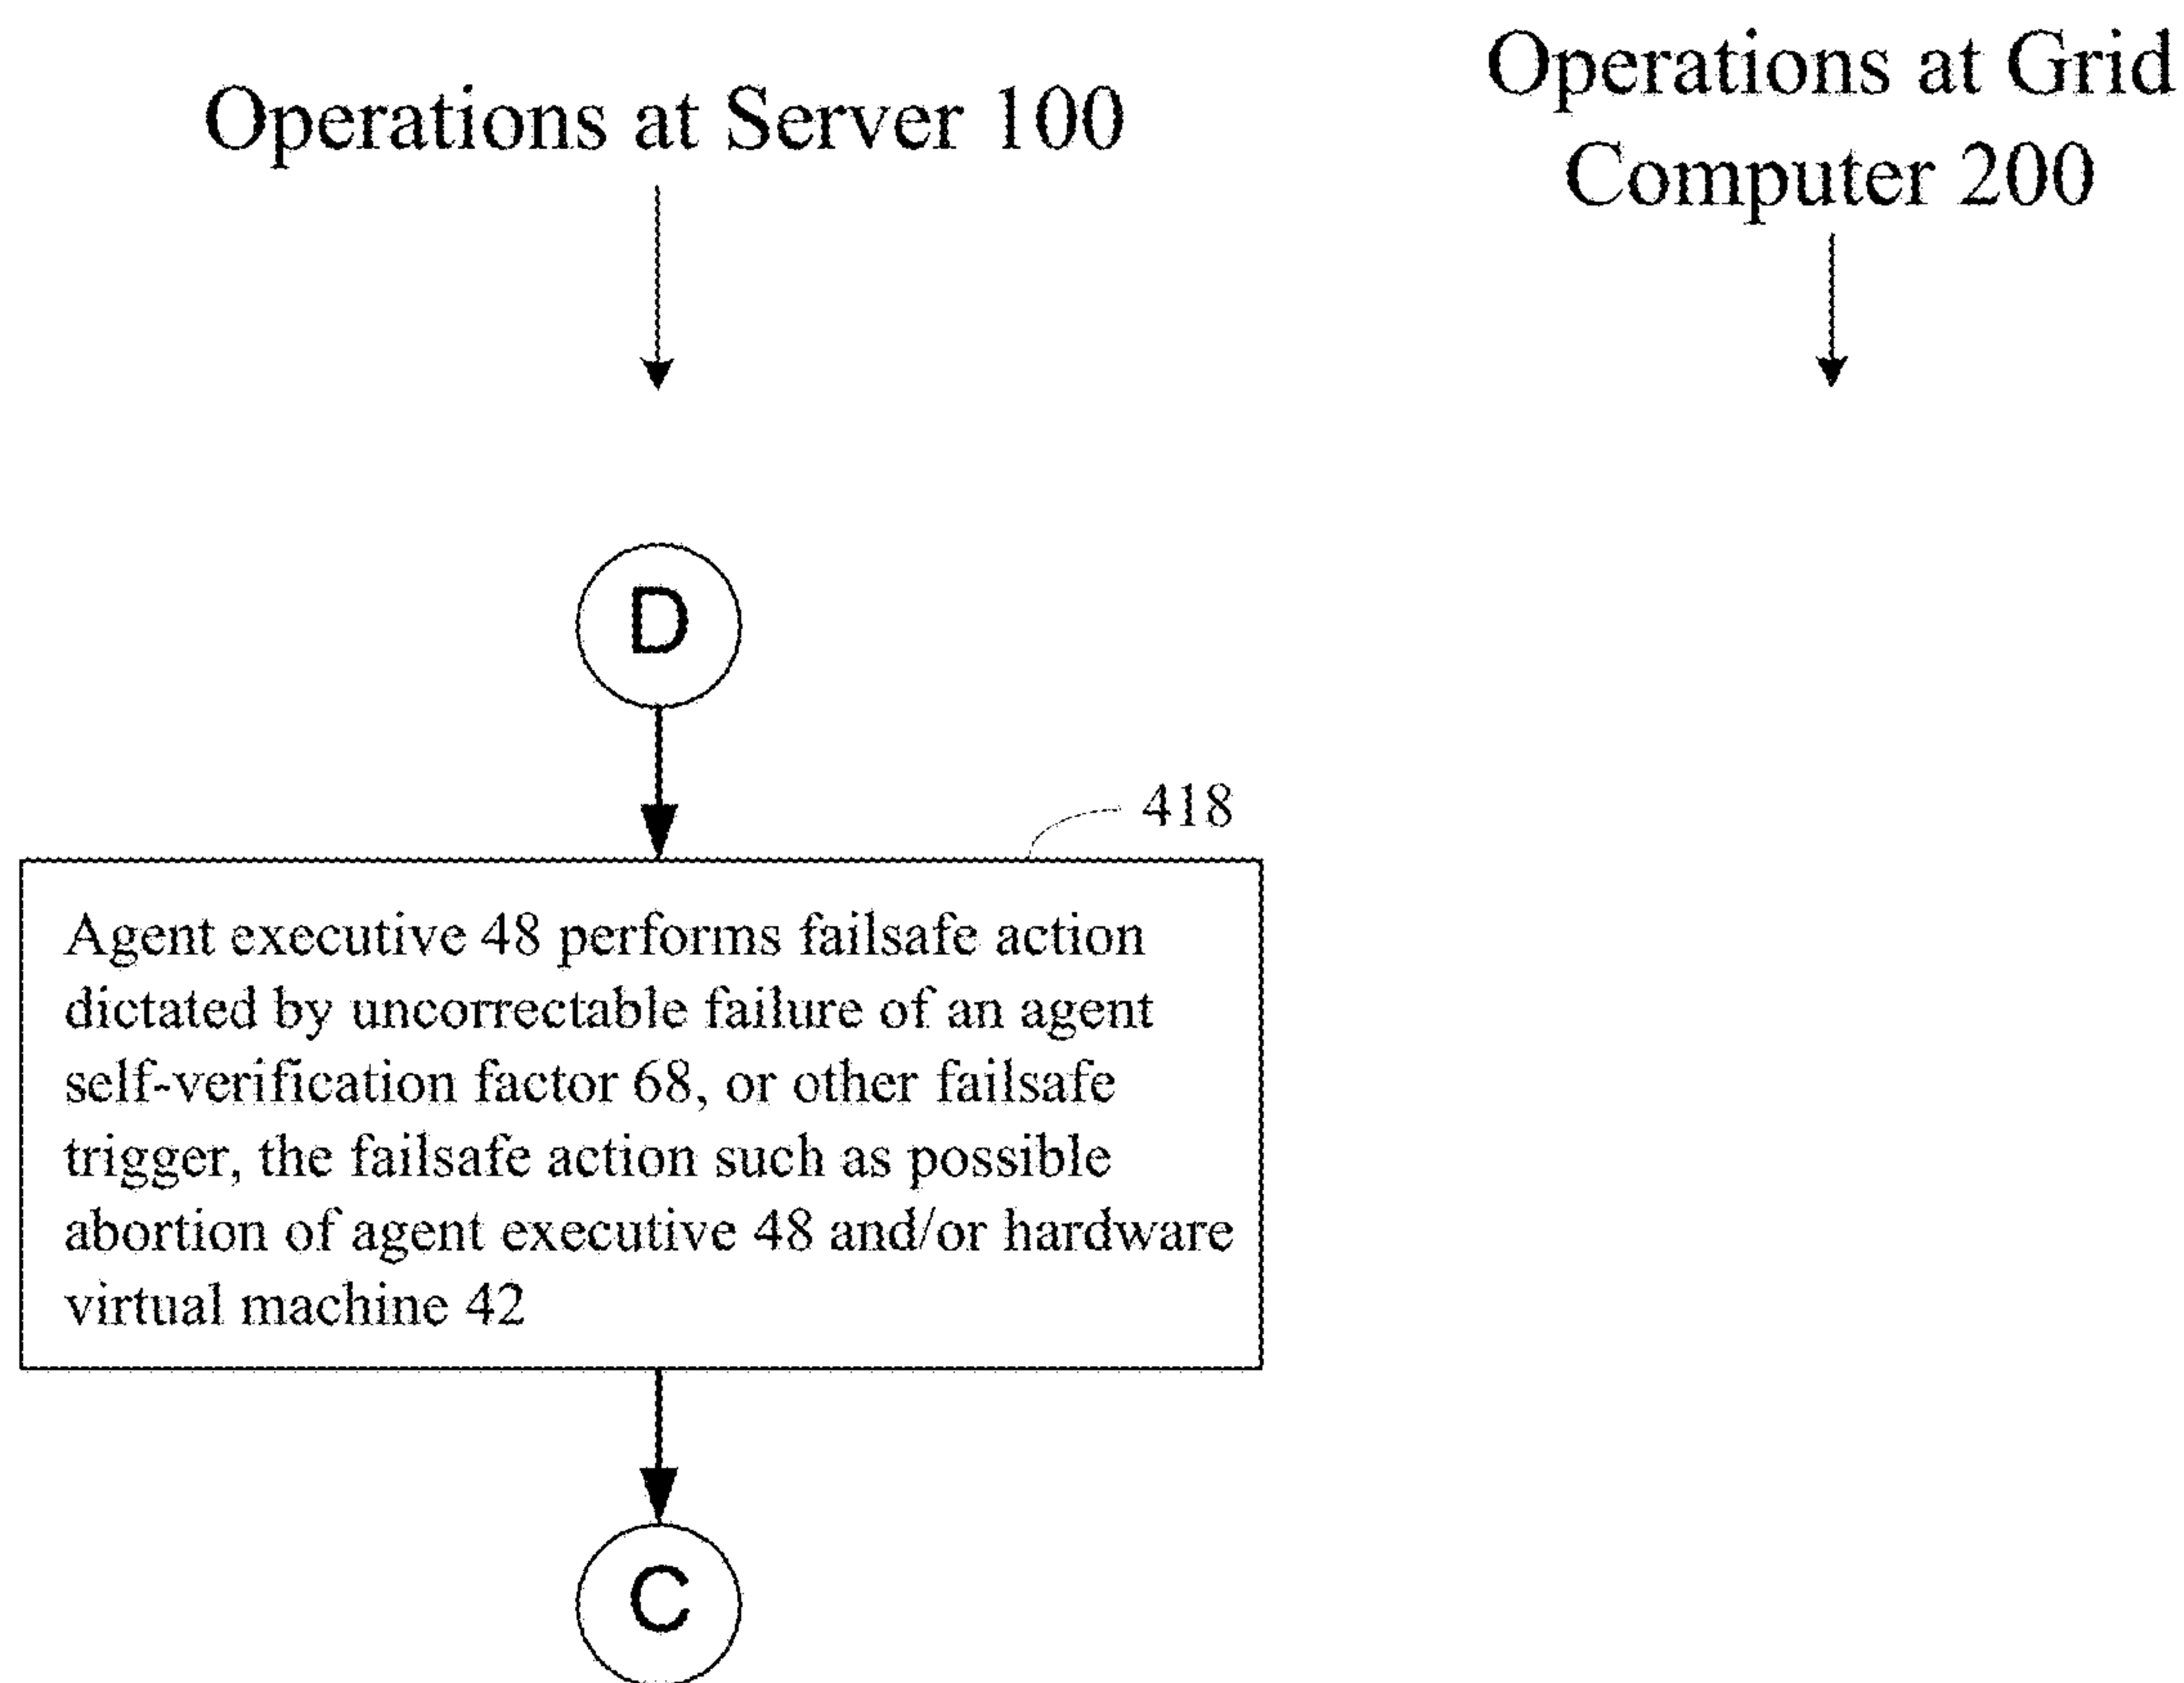 Operations at Server 100
Operations at Grid
Computer 200
D
418
Agent executive 48 performs failsafe action
dictated by uncorrectable failure of an agent
self-verification factor 68, or other failsafe
trigger, the failsafe action such as possible
abortion of agent executive 48 and/or hardware
virtual machine 42
C